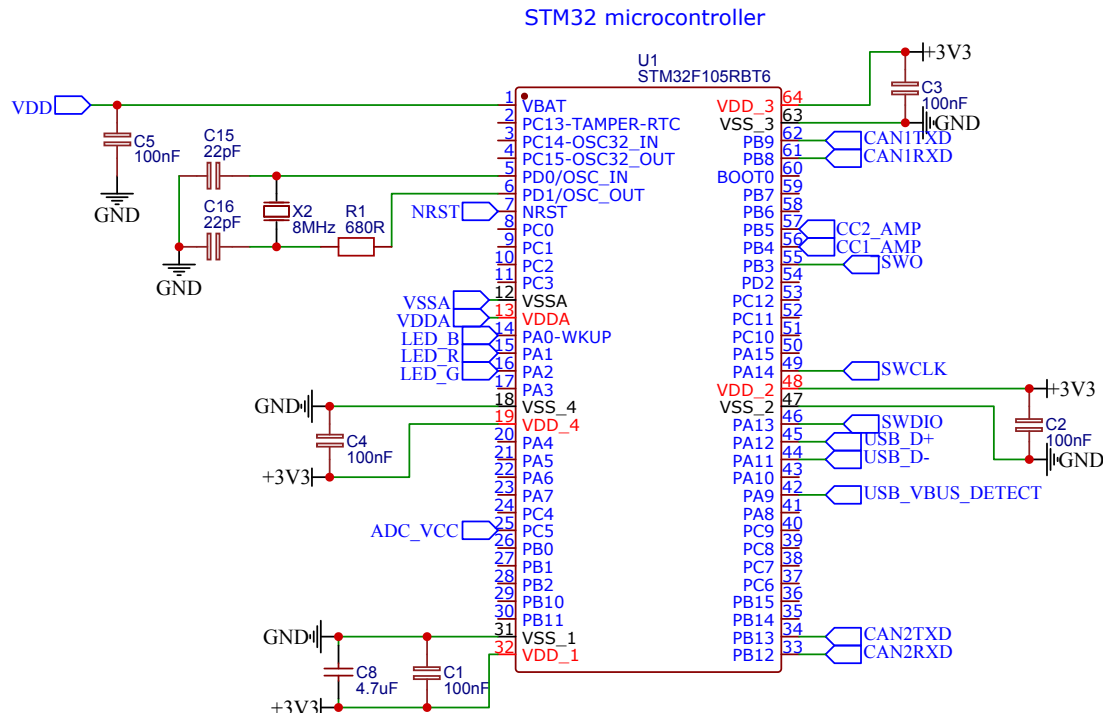 STM32 microcontroller
U1
STM32F105RBT6
VDD
C5
100nF
GND
C15
22pF
C16
22pF
GND
X2
8MHz
R1
680R
NRST
VSSA
VDDA
LED_B
LED_R
LED_G
GND
C4
100nF
+3V3
ADC_VCC
GND
C8
4.7uF
C1
100nF
+3V3
1 VBAT
2 PC13-TAMPER-RTC
3 PC14-OSC32_IN
4 PC15-OSC32_OUT
5 PD0/OSC_IN
6 PD1/OSC_OUT
7 NRST
8 PC0
9 PC1
10 PC2
11 PC3
12 VSSA
13 VDDA
14 PA0-WKUP
15 PA1
16 PA2
17 PA3
18 VSS_4
19 VDD_4
20 PA4
21 PA5
22 PA6
23 PA7
24 PC4
25 PC5
26 PB0
27 PB1
28 PB2
29 PB10
30 PB11
31 VSS_1
32 VDD_1
VDD_3 64
VSS_3 63
PB9 62
PB8 61
BOOT0 60
PB7 59
PB6 58
PB5 57
PB4 56
PB3 55
PD2 54
PC12 53
PC11 52
PC10 51
PA15 50
PA14 49
VDD_2 48
VSS_2 47
PA13 46
PA12 45
PA11 44
PA10 43
PA9 42
PA8 41
PC9 40
PC8 39
PC7 38
PC6 37
PB15 36
PB14 35
PB13 34
PB12 33
+3V3
C3
100nF
GND
CAN1TXD
CAN1RXD
CC2_AMP
CC1_AMP
SWO
SWCLK
+3V3
C2
100nF
GND
SWDIO
USB_D+
USB_D-
USB_VBUS_DETECT
CAN2TXD
CAN2RXD